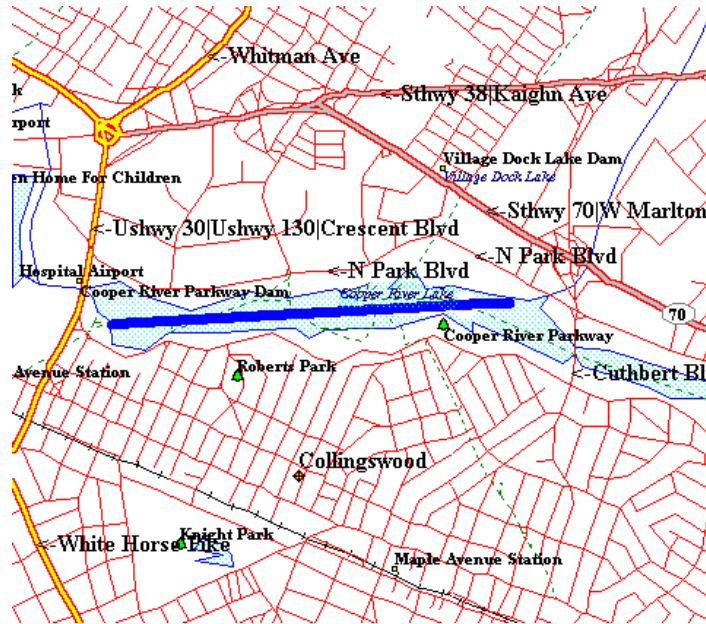 <-Whitman Ave
k
<-Sthwy 38|Kaighn Ave
rport
Village Dock Lake Dam
Village Dock Lake
en Home For Children
<-Sthwy 70|W Marlton
<-Ushwy 30|Ushwy 130|Crescent Blvd
<-N Park Blvd
<-N Park Blvd
Hospital Airport
Cooper River Parkway Dam
Cooper River Lake
70
Cooper River Parkway
Roberts Park
Avenue Station
<-Cuthbert Bl
Collingswood
Knight Park
<-White Horse Pike
Maple Avenue Station